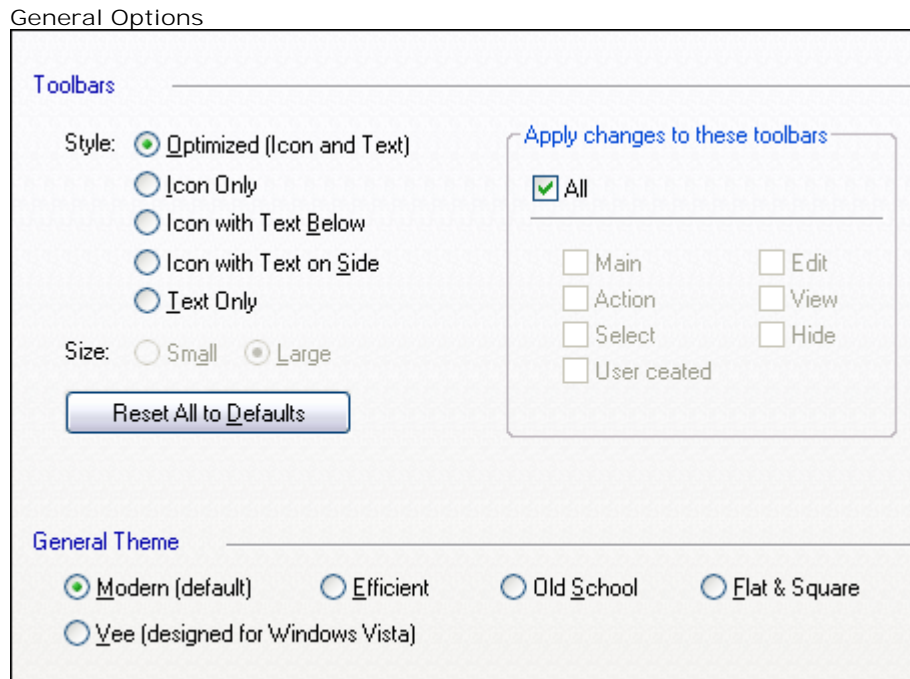 General Options
Toolbars
Style: Optimized (Icon and Text)
Icon Only
Icon with Text Below
Icon with Text on Side
Text Only
Size: Small Large
Reset All to Defaults
Apply changes to these toolbars
All
Main Edit
Action View
Select Hide
User ceated
General Theme
Modern (default) Efficient Old School Flat & Square
Vee (designed for Windows Vista)